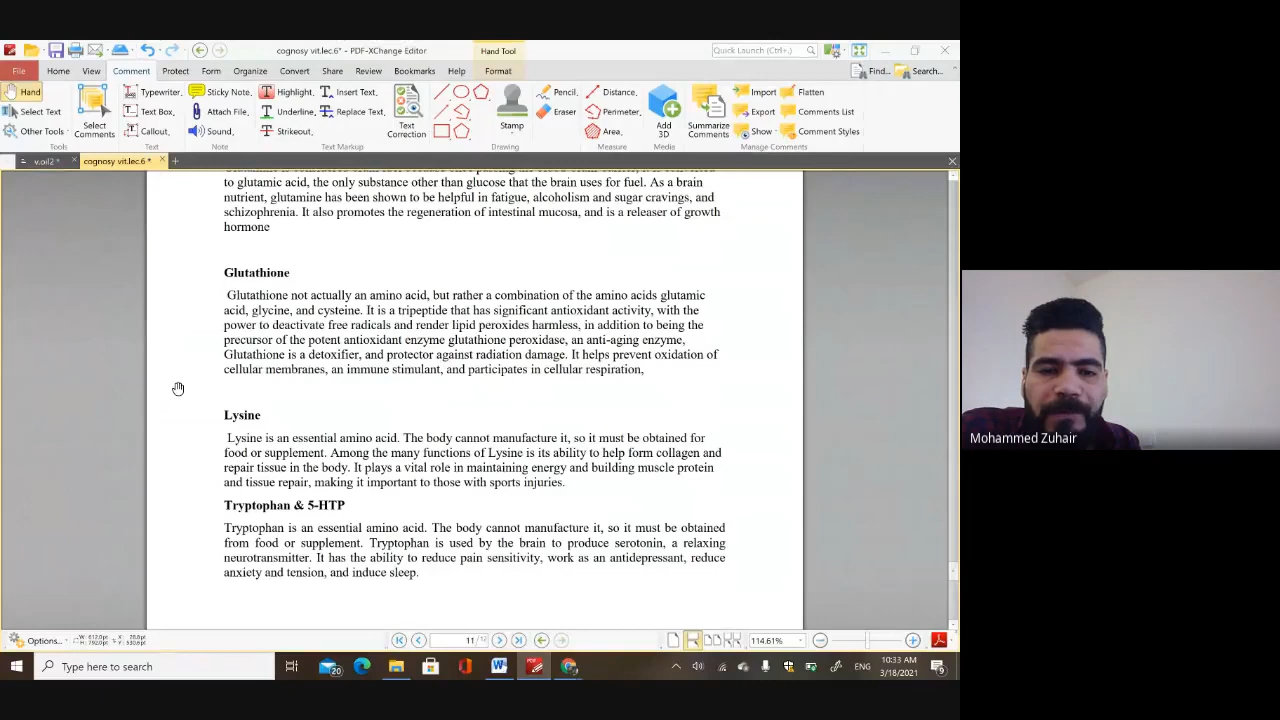 cognosy vit.lec.6* - PDF-XChange Editor
Hand Tool
Quick Launch (Ctrl+.)
File Home View Comment Protect Form Organize Convert Share Review Bookmarks Help Format Find... Search...
Hand Typewriter Sticky Note Highlight Insert Text Pencil Distance Import Flatten
Select Text Text Box Attach File Underline Replace Text Eraser Perimeter Export Comments List
Other Tools Callout Sound Strikeout Area Show Comment Styles
Select Comments
Text Correction
Stamp
Add 3D
Summarize Comments
Tools Text Note Text Markup Drawing Measure Media Manage Comments
v.oil2 * cognosy vit.lec.6 *
to glutamic acid, the only substance other than glucose that the brain uses for fuel. As a brain
nutrient, glutamine has been shown to be helpful in fatigue, alcoholism and sugar cravings, and
schizophrenia. It also promotes the regeneration of intestinal mucosa, and is a releaser of growth
hormone
Glutathione
Glutathione not actually an amino acid, but rather a combination of the amino acids glutamic
acid, glycine, and cysteine. It is a tripeptide that has significant antioxidant activity, with the
power to deactivate free radicals and render lipid peroxides harmless, in addition to being the
precursor of the potent antioxidant enzyme glutathione peroxidase, an anti-aging enzyme,
Glutathione is a detoxifier, and protector against radiation damage. It helps prevent oxidation of
cellular membranes, an immune stimulant, and participates in cellular respiration,
Lysine
Lysine is an essential amino acid. The body cannot manufacture it, so it must be obtained for
food or supplement. Among the many functions of Lysine is its ability to help form collagen and
repair tissue in the body. It plays a vital role in maintaining energy and building muscle protein
and tissue repair, making it important to those with sports injuries.
Tryptophan & 5-HTP
Tryptophan is an essential amino acid. The body cannot manufacture it, so it must be obtained
from food or supplement. Tryptophan is used by the brain to produce serotonin, a relaxing
neurotransmitter. It has the ability to reduce pain sensitivity, work as an antidepressant, reduce
anxiety and tension, and induce sleep.
Mohammed Zuhair
Options... W: 612.0pt H: 792.0pt 11 / 12 114.61%
Type here to search 20 ENG 10:33 AM
3/18/2021 9